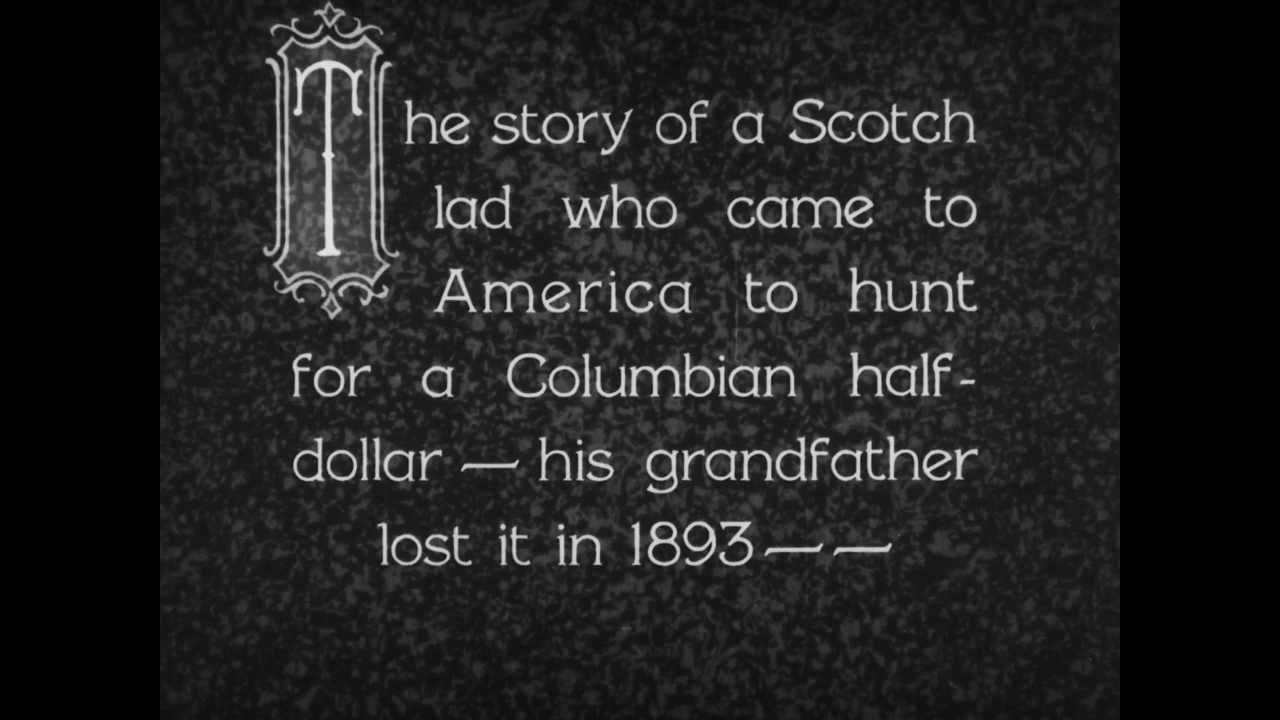 The story of a Scotch
lad who came to
America to hunt
for a Columbian half-
dollar — his grandfather
lost it in 1893 — —